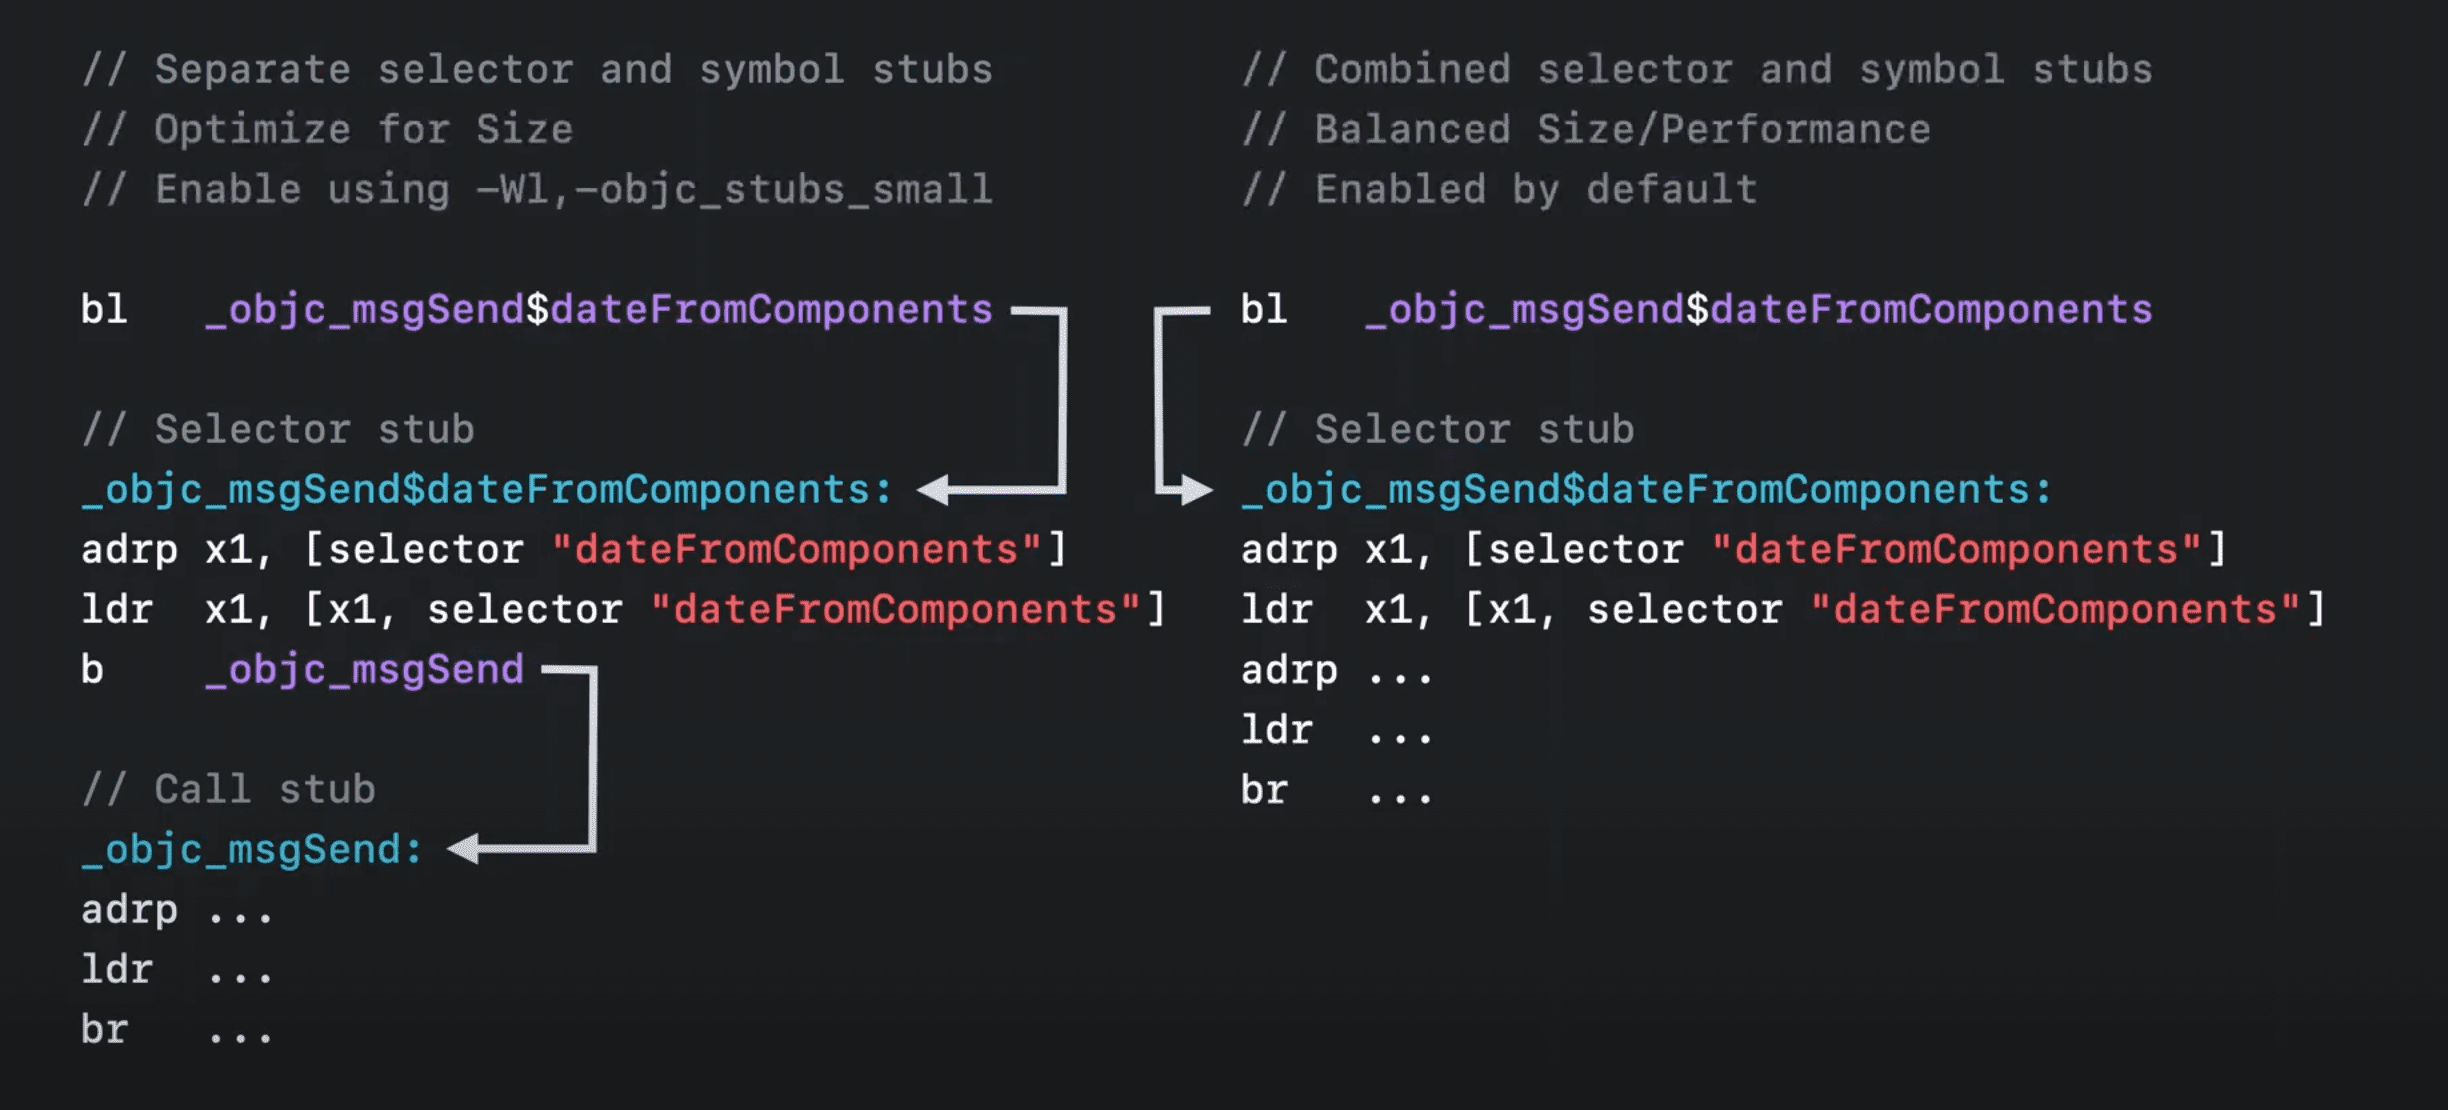 // Separate selector and symbol stubs
// Optimize for Size
// Enable using -Wl,-objc_stubs_small
bl   _objc_msgSend$dateFromComponents
// Selector stub
_objc_msgSend$dateFromComponents:
adrp x1, [selector "dateFromComponents"]
ldr  x1, [x1, selector "dateFromComponents"]
b    _objc_msgSend
// Call stub
_objc_msgSend:
adrp ...
ldr  ...
br   ...
// Combined selector and symbol stubs
// Balanced Size/Performance
// Enabled by default
bl   _objc_msgSend$dateFromComponents
// Selector stub
_objc_msgSend$dateFromComponents:
adrp x1, [selector "dateFromComponents"]
ldr  x1, [x1, selector "dateFromComponents"]
adrp ...
ldr  ...
br   ...